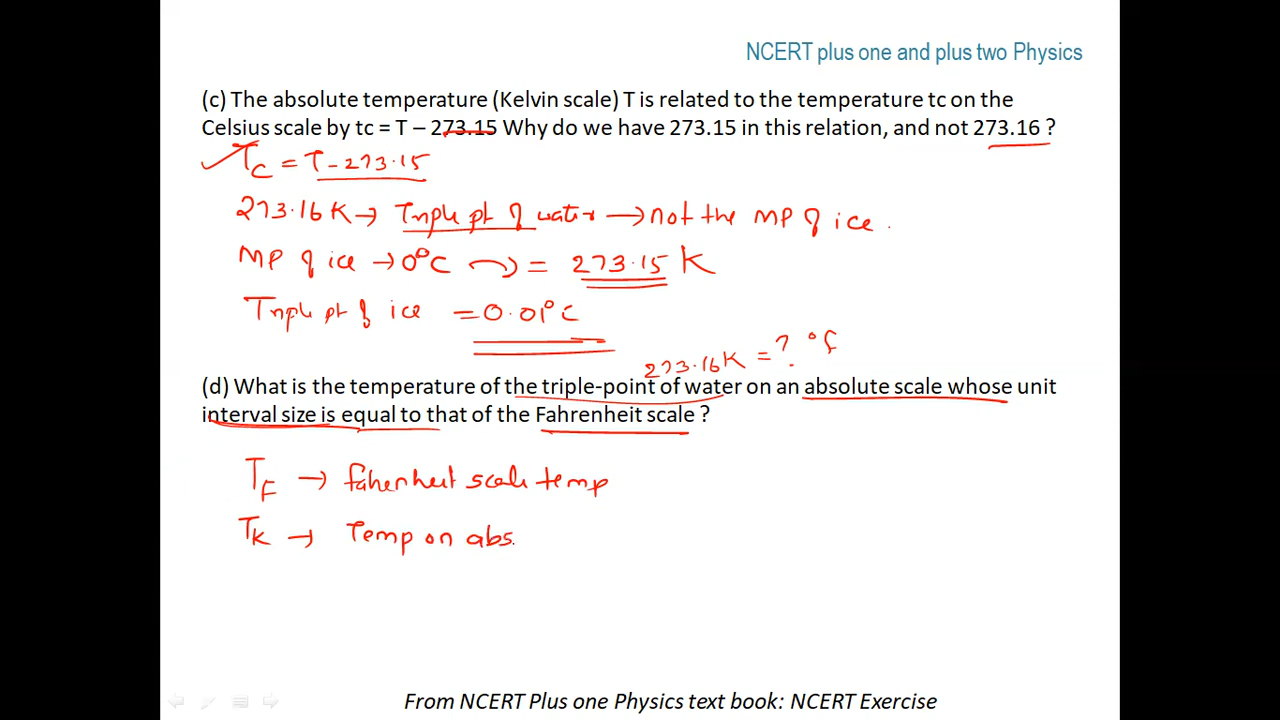 NCERT plus one and plus two Physics
(c) The absolute temperature (Kelvin scale) T is related to the temperature tc on the
Celsius scale by tc = T – 273.15 Why do we have 273.15 in this relation, and not 273.16 ?
TC = T - 273.15
273.16 K → Triple pt of water → not the MP of ice.
MP of ice → 0°C → = 273.15 K
Triple pt of ice = 0.01°C
273.16K = ? °F
(d) What is the temperature of the triple-point of water on an absolute scale whose unit
interval size is equal to that of the Fahrenheit scale ?
TF → fahenheit scale temp
TK → Temp on abs.
From NCERT Plus one Physics text book: NCERT Exercise